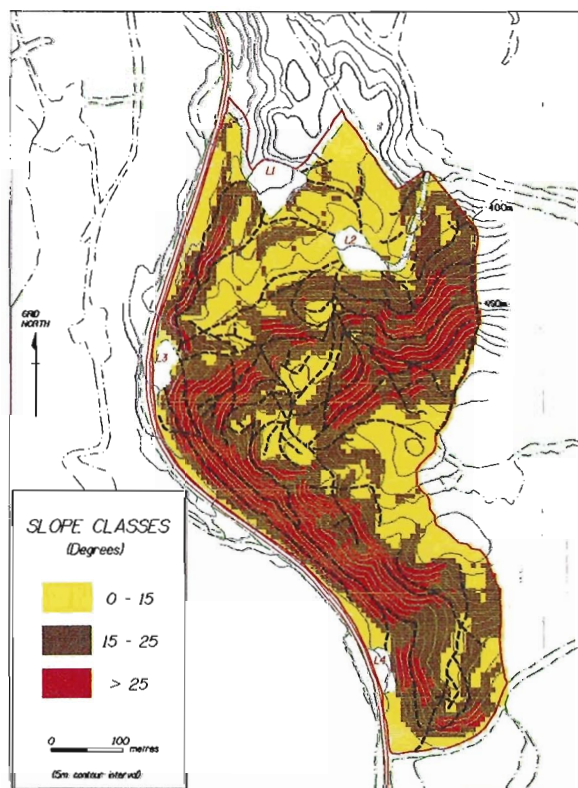 L1
L2
400m
450m
GRID
NORTH
L3
SLOPE CLASSES
(Degrees)
0 - 15
15 - 25
> 25
0 100
metres
(5m contour interval)
L4